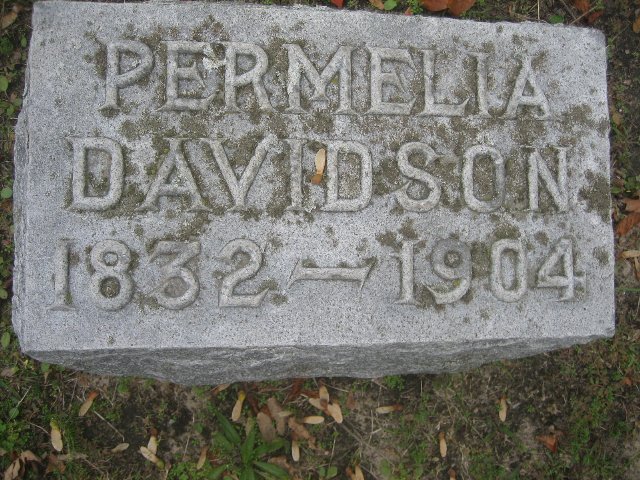 PERMELIA
DAVIDSON
1832 — 1904